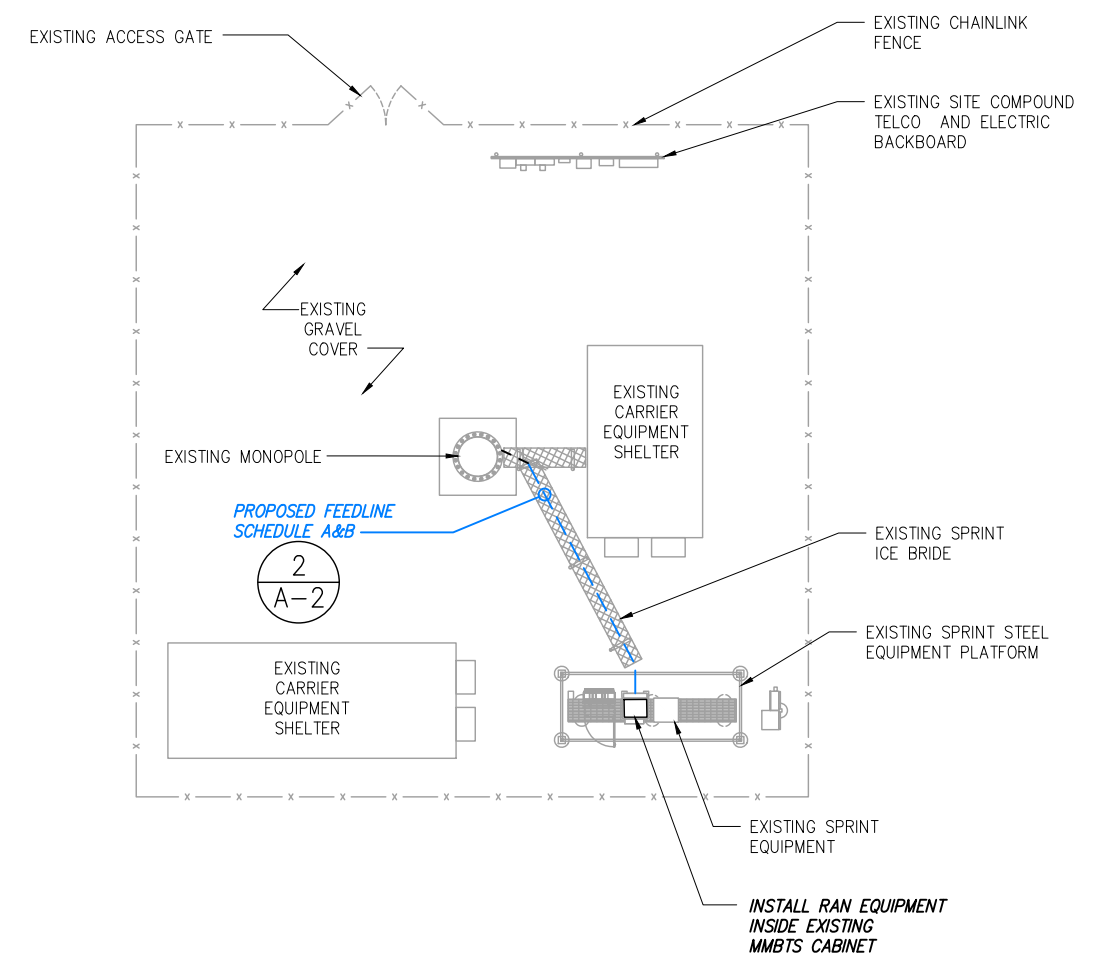 EXISTING ACCESS GATE
EXISTING CHAINLINK
FENCE
EXISTING SITE COMPOUND
TELCO AND ELECTRIC
BACKBOARD
EXISTING
GRAVEL
COVER
EXISTING
CARRIER
EQUIPMENT
SHELTER
EXISTING MONOPOLE
PROPOSED FEEDLINE
SCHEDULE A&B
2
A-2
EXISTING SPRINT
ICE BRIDE
EXISTING SPRINT STEEL
EQUIPMENT PLATFORM
EXISTING
CARRIER
EQUIPMENT
SHELTER
EXISTING SPRINT
EQUIPMENT
INSTALL RAN EQUIPMENT
INSIDE EXISTING
MMBTS CABINET